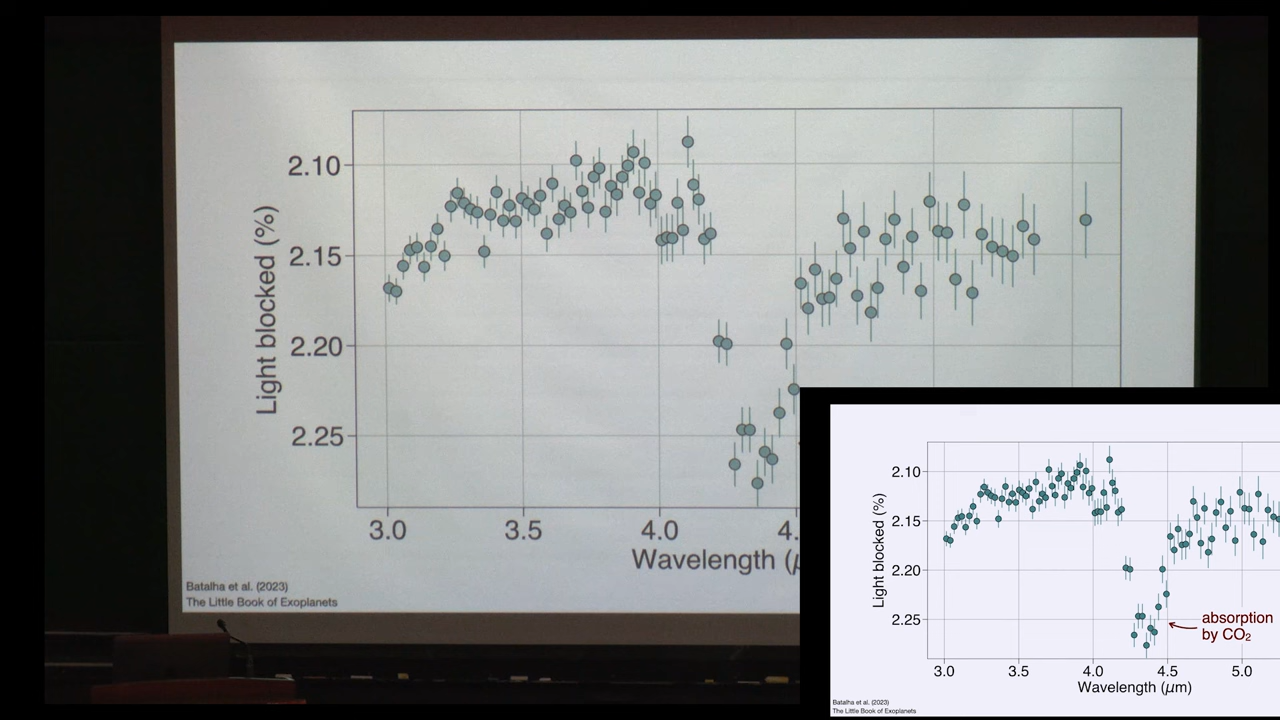 2.10
2.15
2.20
2.25
Light blocked (%)
3.0
3.5
4.0
4.
Wavelength (μ
Batalha et al. (2023)
The Little Book of Exoplanets
2.10
2.15
2.20
2.25
Light blocked (%)
absorption
by CO₂
3.0
3.5
4.0
4.5
5.0
Wavelength (μm)
Batalha et al. (2023)
The Little Book of Exoplanets